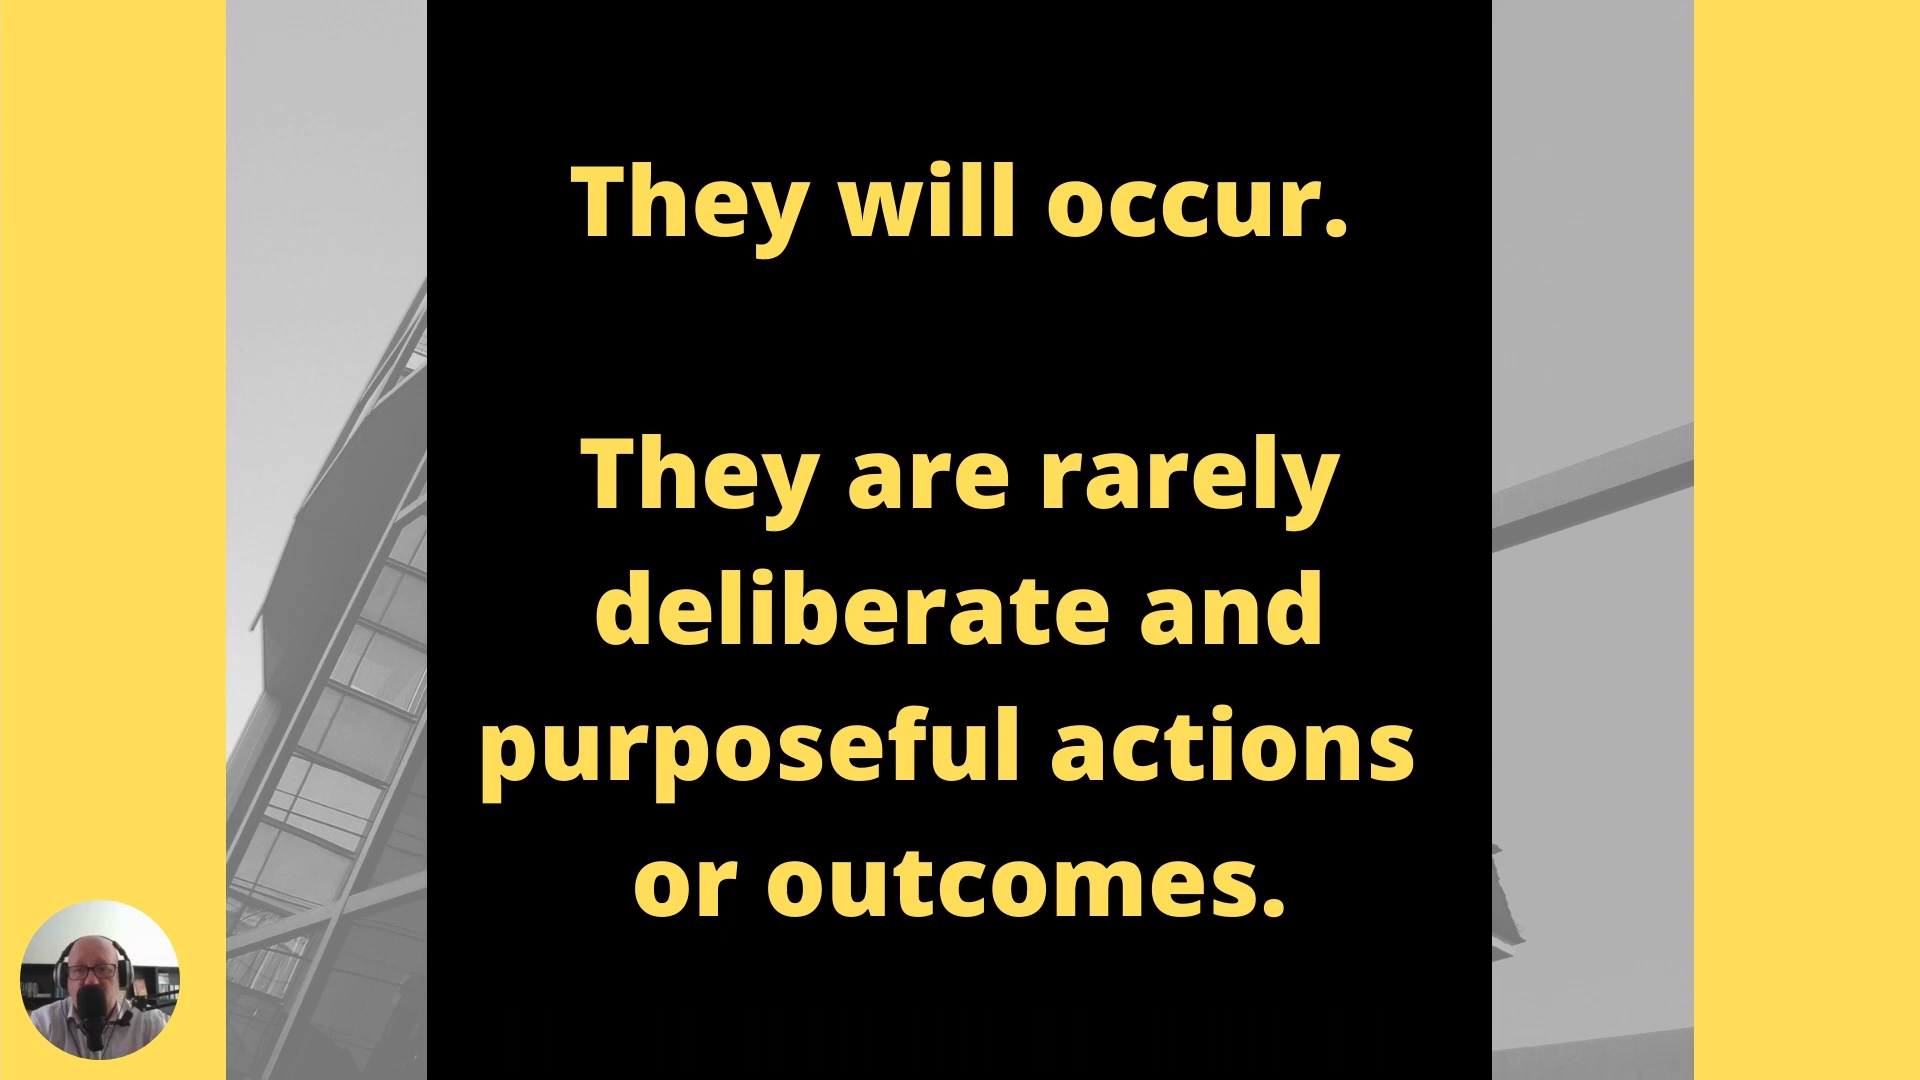 They will occur.
They are rarely
deliberate and
purposeful actions
or outcomes.